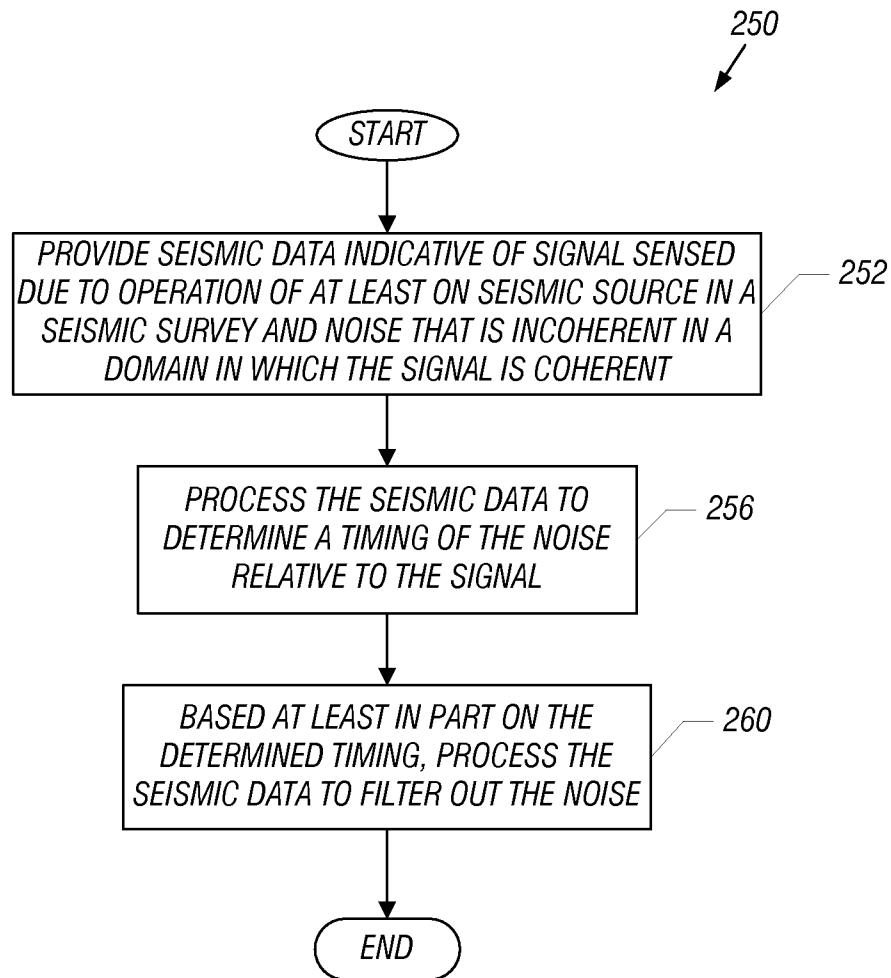 250
START
PROVIDE SEISMIC DATA INDICATIVE OF SIGNAL SENSED
DUE TO OPERATION OF AT LEAST ON SEISMIC SOURCE IN A
SEISMIC SURVEY AND NOISE THAT IS INCOHERENT IN A
DOMAIN IN WHICH THE SIGNAL IS COHERENT
252
PROCESS THE SEISMIC DATA TO
DETERMINE A TIMING OF THE NOISE
RELATIVE TO THE SIGNAL
256
BASED AT LEAST IN PART ON THE
DETERMINED TIMING, PROCESS THE
SEISMIC DATA TO FILTER OUT THE NOISE
260
END